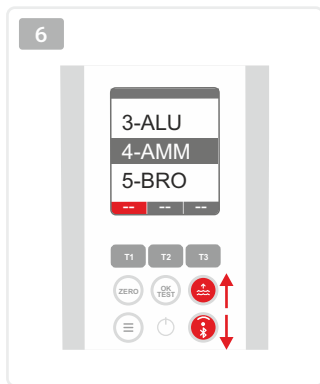 6
3-ALU
4-AMM
5-BRO
-- -- --
T1 T2 T3
ZERO OK TEST